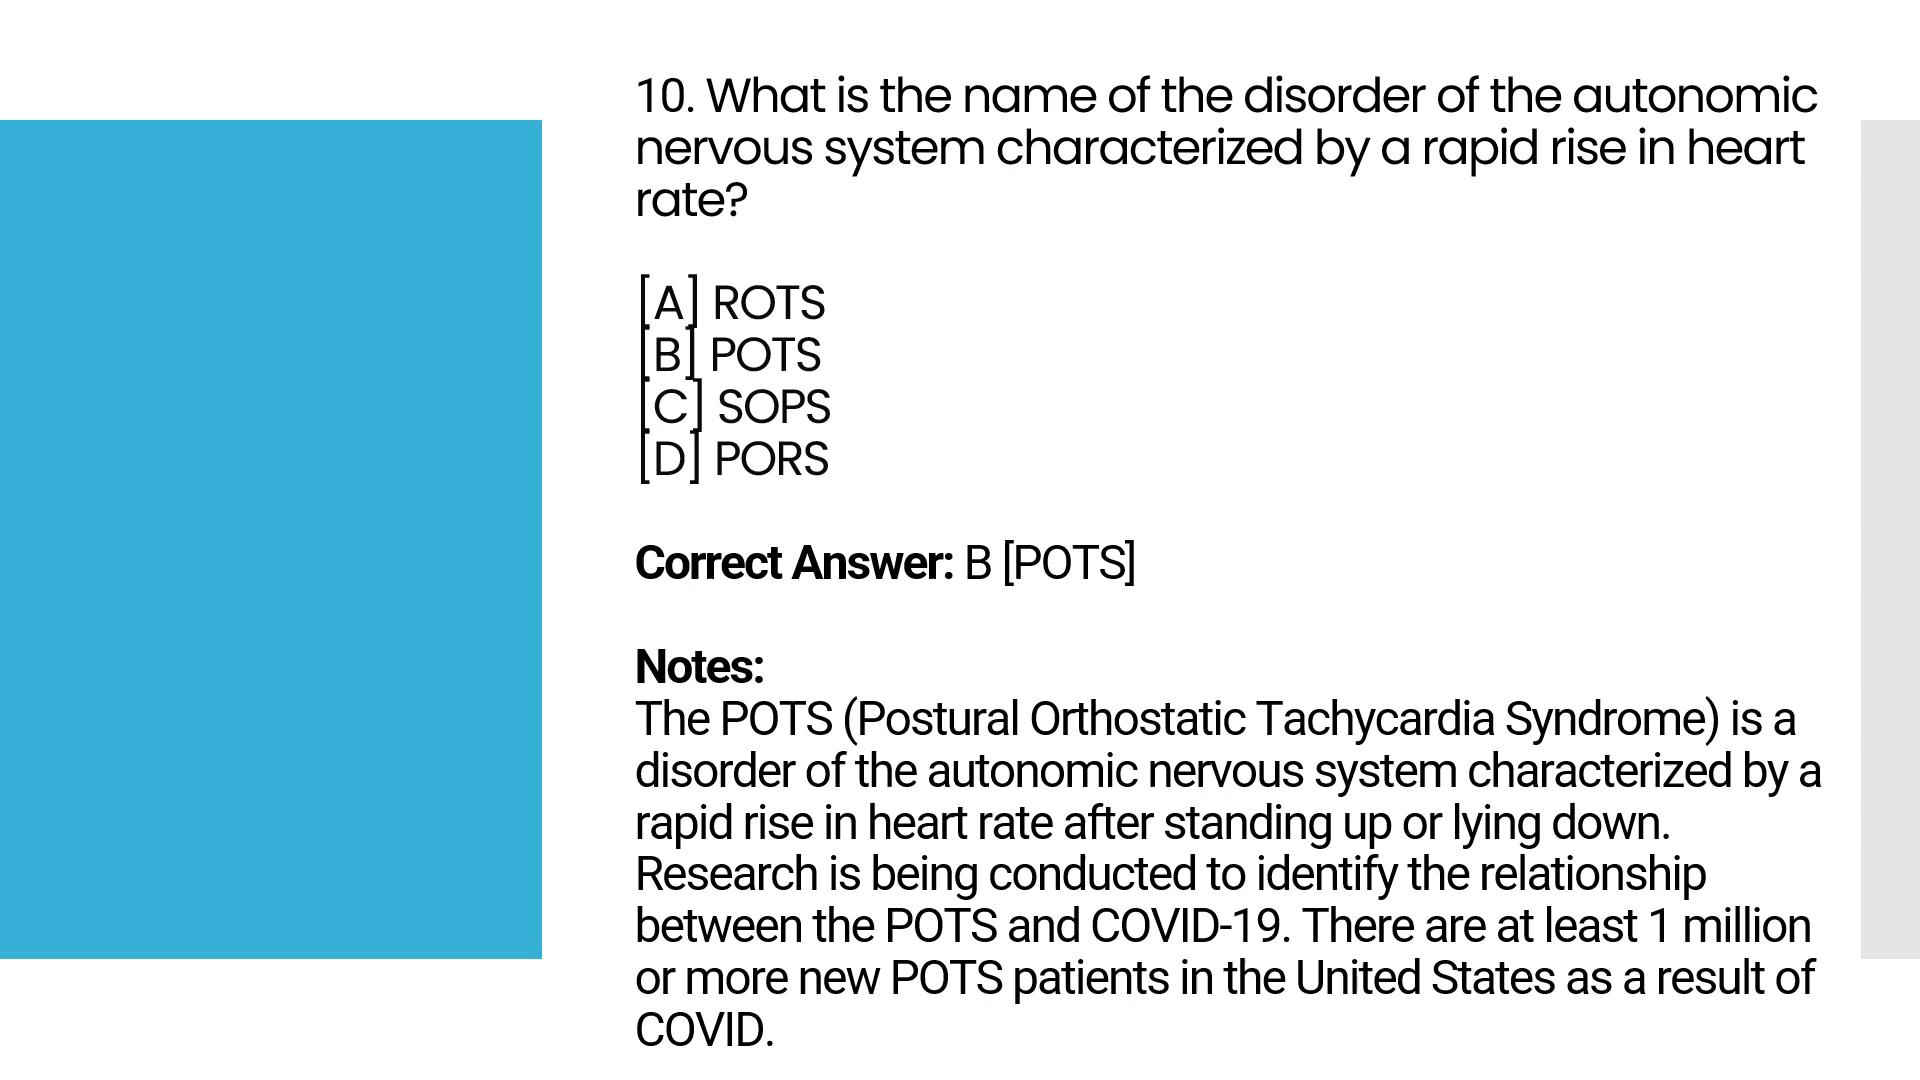 10. What is the name of the disorder of the autonomic
nervous system characterized by a rapid rise in heart
rate?
[A] ROTS
[B] POTS
[C] SOPS
[D] PORS
Correct Answer: B [POTS]
Notes:
The POTS (Postural Orthostatic Tachycardia Syndrome) is a
disorder of the autonomic nervous system characterized by a
rapid rise in heart rate after standing up or lying down.
Research is being conducted to identify the relationship
between the POTS and COVID-19. There are at least 1 million
or more new POTS patients in the United States as a result of
COVID.